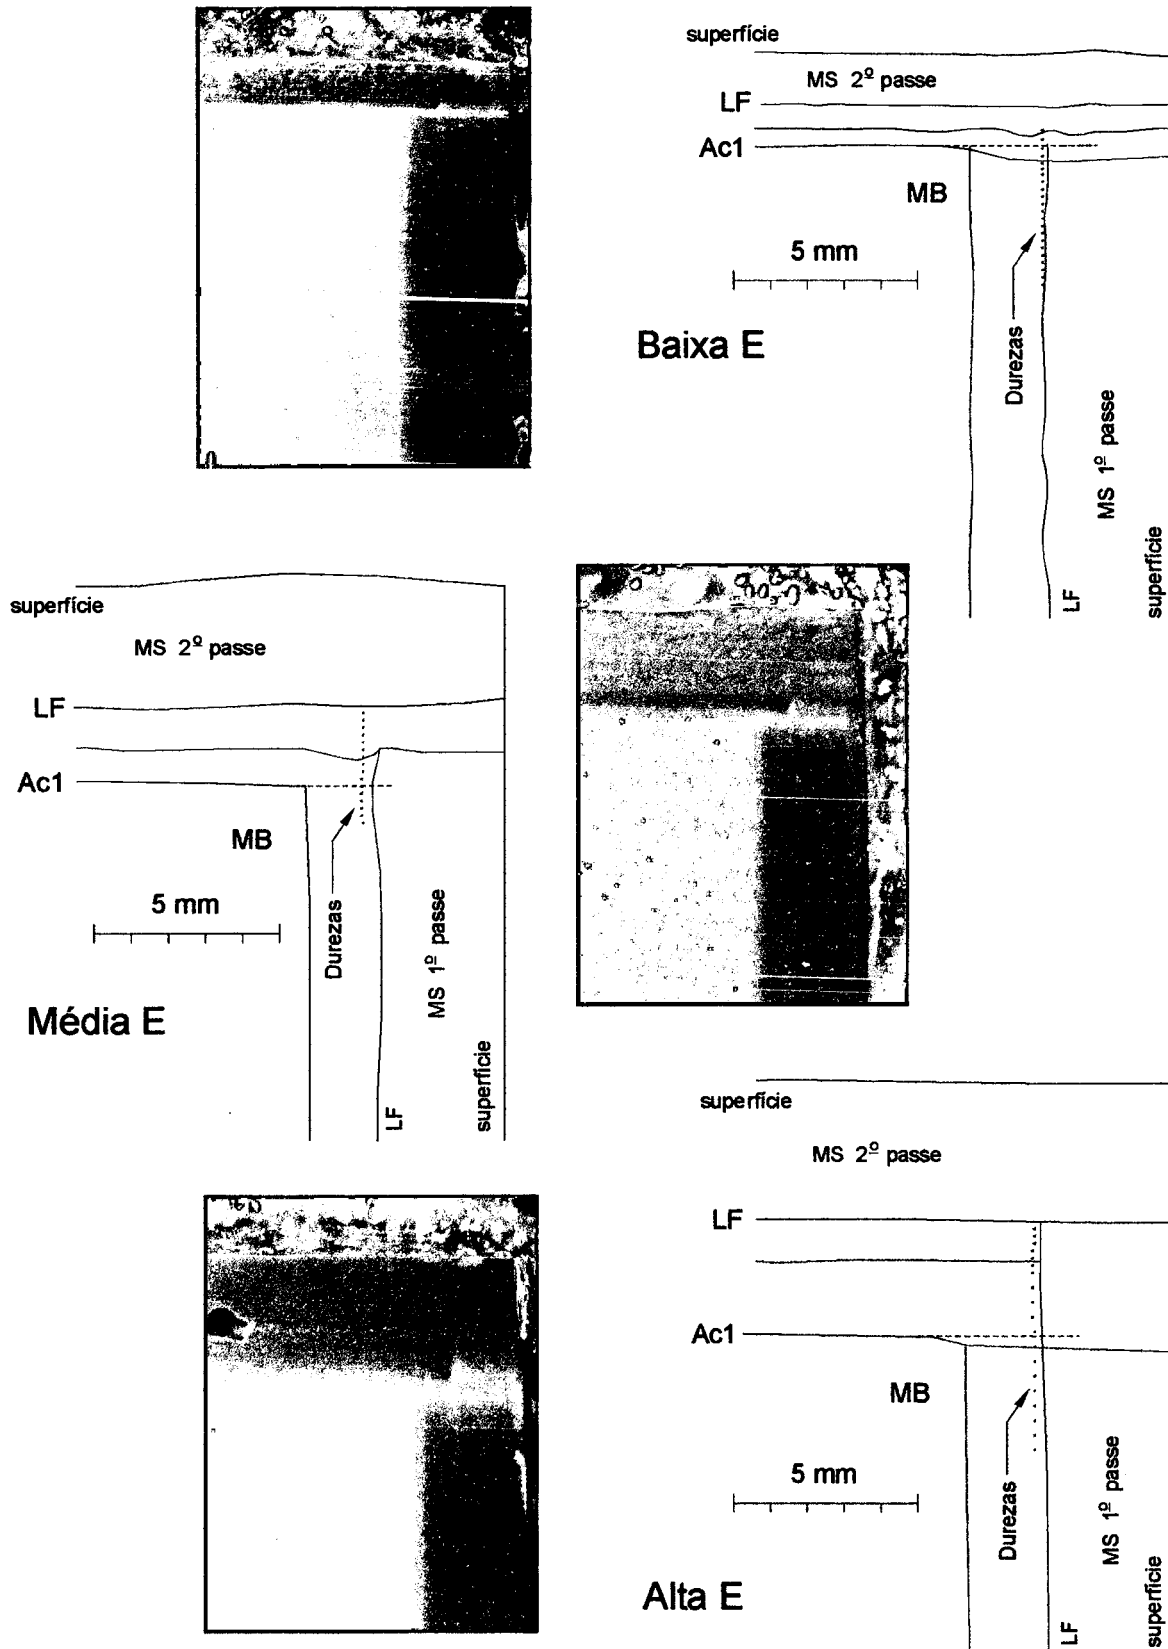 superfície
MS 2º passe
LF
Ac1
MB
5 mm
Durezas
Baixa E
MS 1º passe
LF
superfície
superfície
MS 2º passe
LF
Ac1
MB
5 mm
Durezas
MS 1º passe
Média E
LF
superfície
superfície
MS 2º passe
LF
Ac1
MB
5 mm
Durezas
MS 1º passe
Alta E
LF
superfície